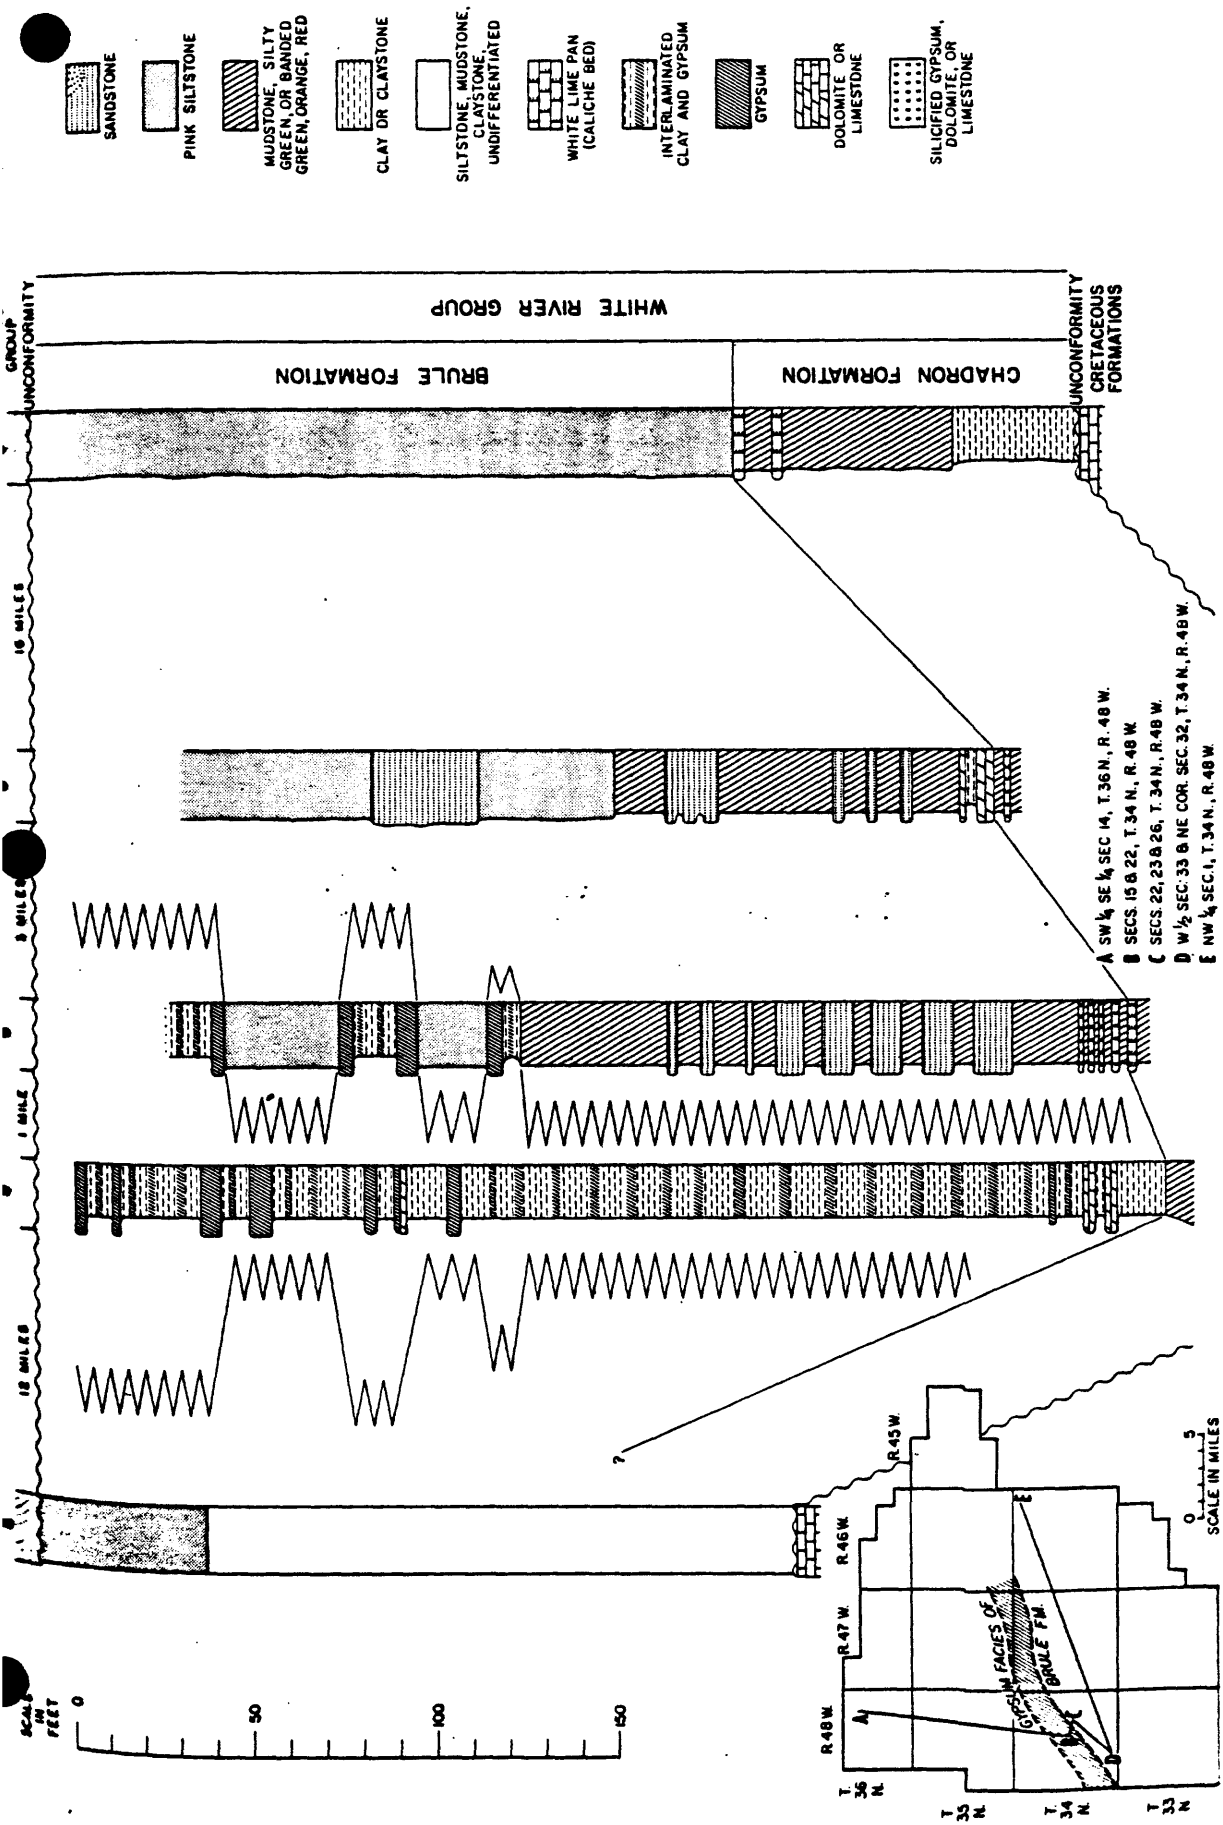 SANDSTONE
PINK SILTSTONE
MUDSTONE, SILTY
GREEN, OR BANDED
GREEN, ORANGE, RED
CLAY OR CLAYSTONE
SILTSTONE, MUDSTONE,
CLAYSTONE,
UNDIFFERENTIATED
WHITE LIME PAN
(CALICHE BED)
INTERLAMINATED
CLAY AND GYPSUM
GYPSUM
DOLOMITE OR
LIMESTONE
SILICIFIED GYPSUM,
DOLOMITE, OR
LIMESTONE
GROUP
UNCONFORMITY
WHITE RIVER GROUP
BRULE FORMATION
CHADRON FORMATION
UNCONFORMITY
CRETACEOUS
FORMATIONS
16 MILES
MILES
1 MILE
12 MILES
?
A SW ¼ SE ¼ SEC 14, T. 36 N., R. 48 W.
B SECS. 15 & 22, T. 34 N., R. 48 W.
C SECS. 22, 23 & 26, T. 34 N., R. 48 W.
D W ½ SEC. 33 & NE COR. SEC. 32, T. 34 N., R. 48 W.
E NW ¼ SEC. 1, T. 34 N., R. 48 W.
SCALE
IN
FEET
0
50
100
150
R. 48 W.
R. 47 W.
R. 46 W.
R. 45 W.
T.
36
N.
T
35
N.
T.
34
N.
T
33
N
A
C
D
E
GYPSUM FACIES OF
BRULE FM.
0
5
SCALE IN MILES